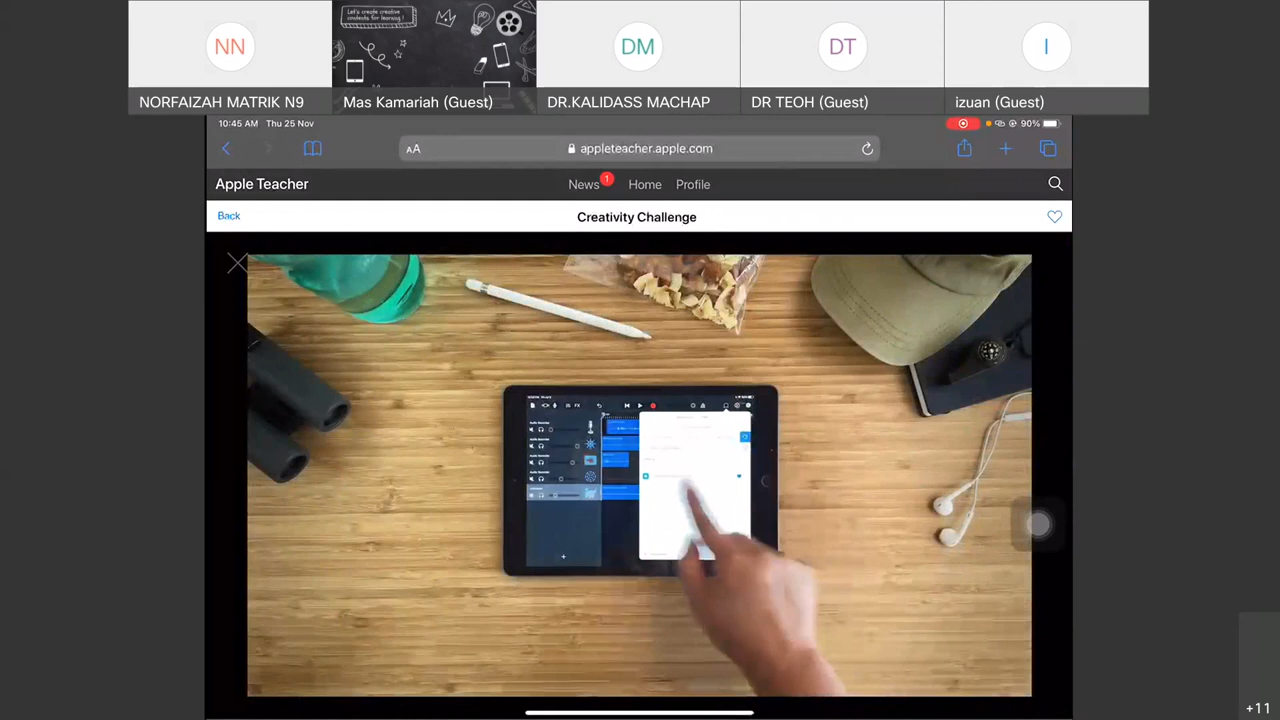 Let's create creative
contents for learning!
NN
DM
DT
I
NORFAIZAH MATRIK N9
Mas Kamariah (Guest)
DR.KALIDASS MACHAP
DR TEOH (Guest)
izuan (Guest)
10:45 AM Thu 25 Nov
90%
AA
appleteacher.apple.com
Apple Teacher
News
1
Home
Profile
Back
Creativity Challenge
FX
+11